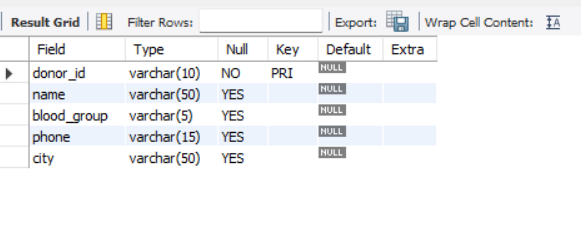 Result Grid Filter Rows: Export: Wrap Cell Content: IA
Field Type Null Key Default Extra
donor_id varchar(10) NO PRI NULL
name varchar(50) YES NULL
blood_group varchar(5) YES NULL
phone varchar(15) YES NULL
city varchar(50) YES NULL